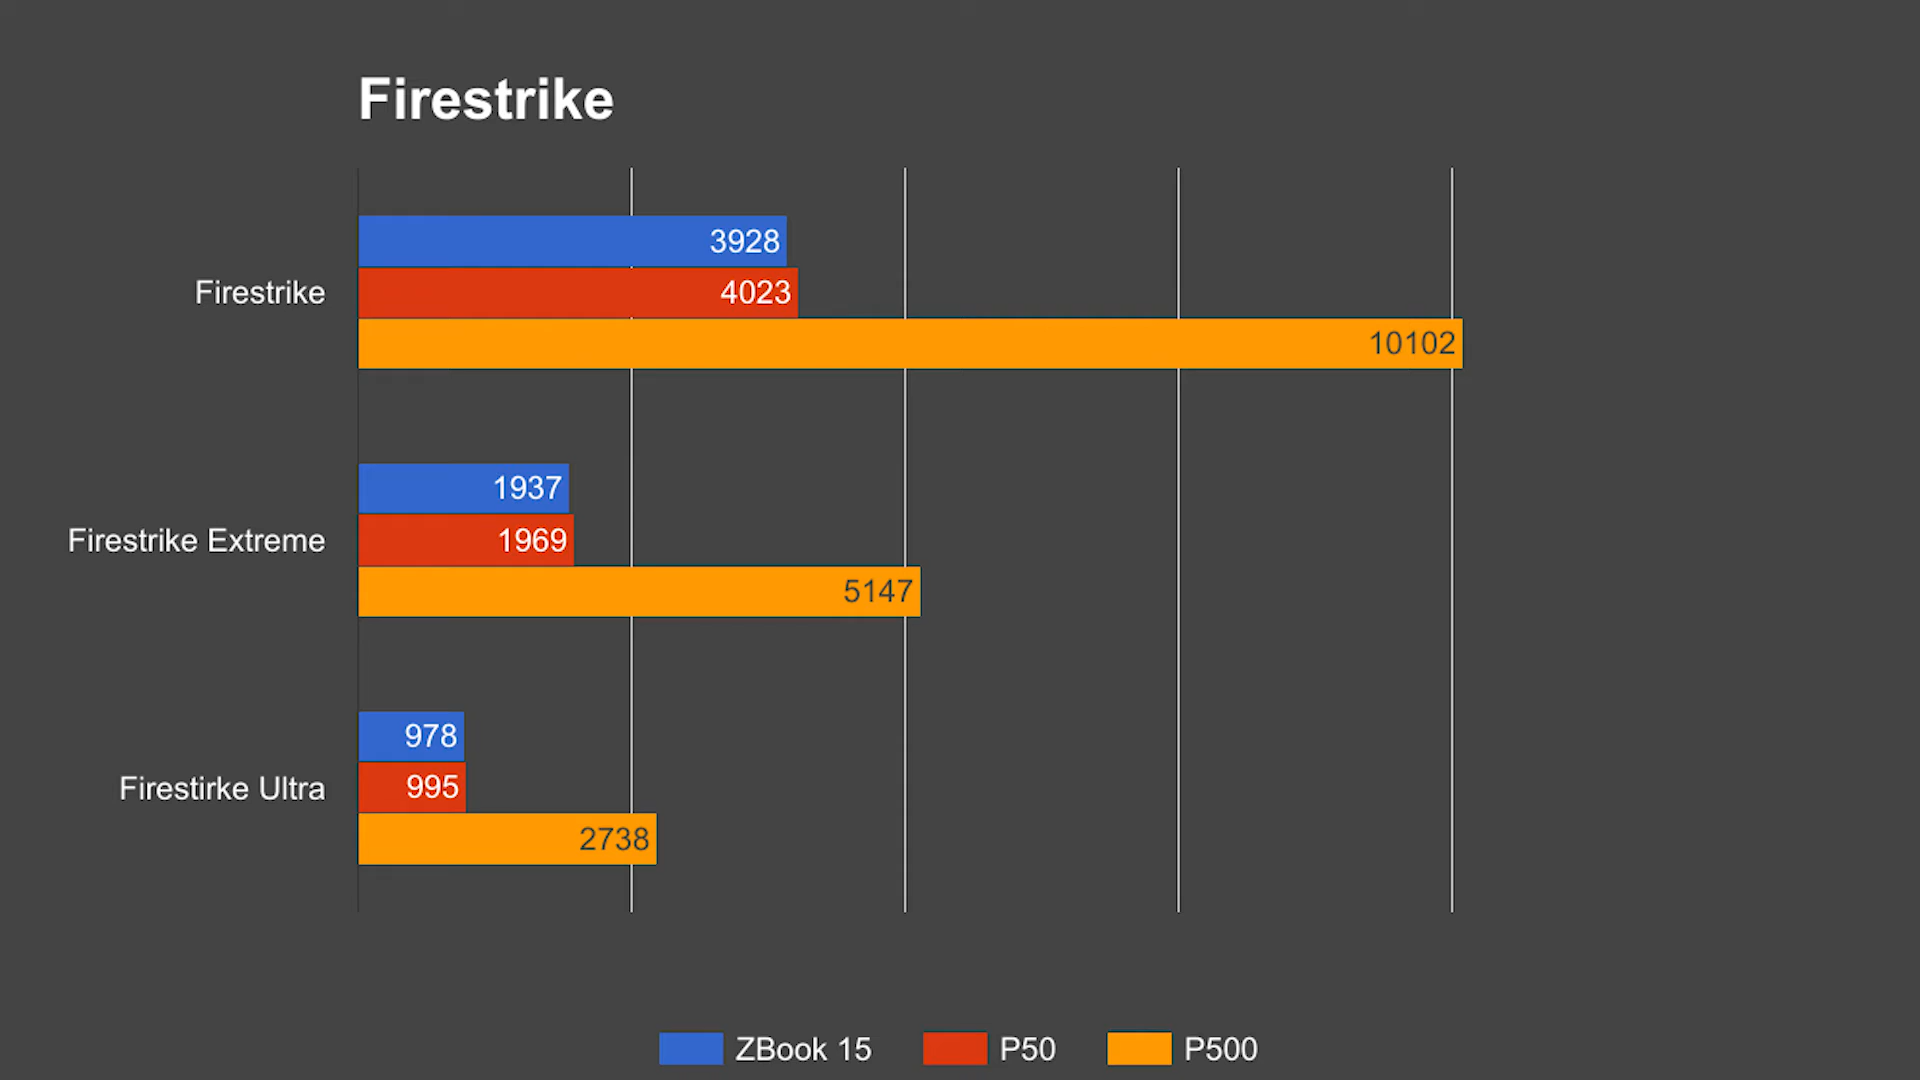 Firestrike
Firestrike
3928
4023
10102
Firestrike Extreme
1937
1969
5147
Firestirke Ultra
978
995
2738
ZBook 15 P50 P500